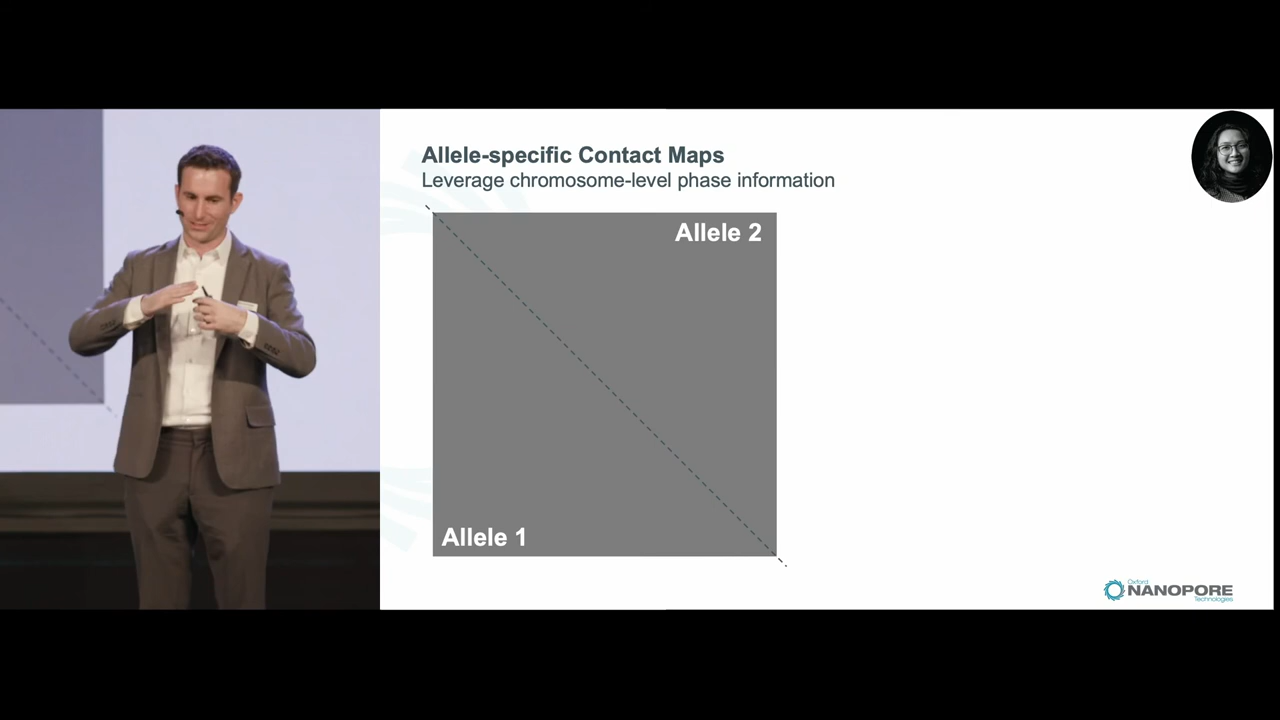 Allele-specific Contact Maps
Leverage chromosome-level phase information
Allele 2
Allele 1
Oxford
NANOPORE
Technologies